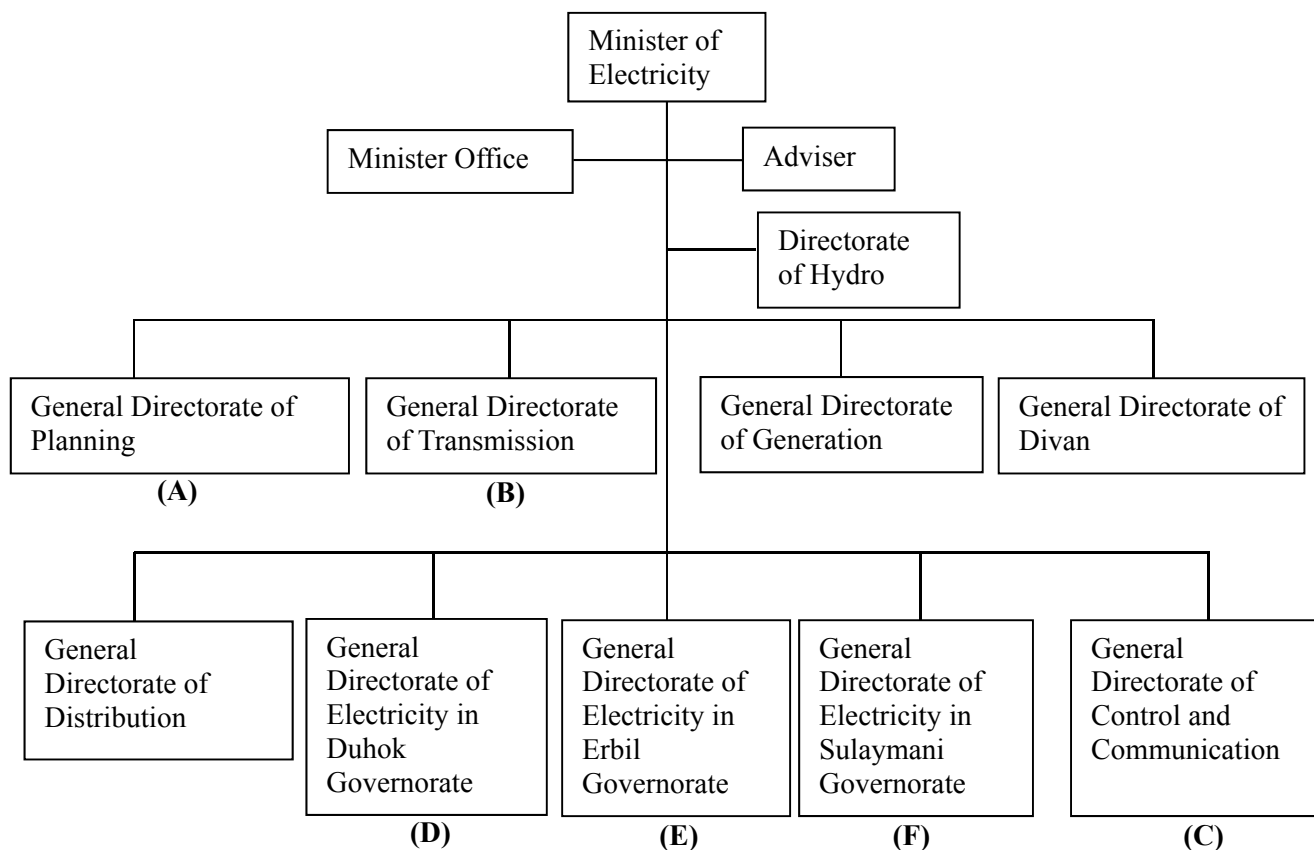 Minister of
Electricity
Minister Office
Adviser
Directorate
of Hydro
General Directorate of
Planning
General Directorate
of Transmission
General Directorate
of Generation
General Directorate of
Divan
(A)
(B)
General
Directorate of
Distribution
General
Directorate of
Electricity in
Duhok
Governorate
General
Directorate of
Electricity in
Erbil
Governorate
General
Directorate of
Electricity in
Sulaymani
Governorate
General
Directorate of
Control and
Communication
(D)
(E)
(F)
(C)